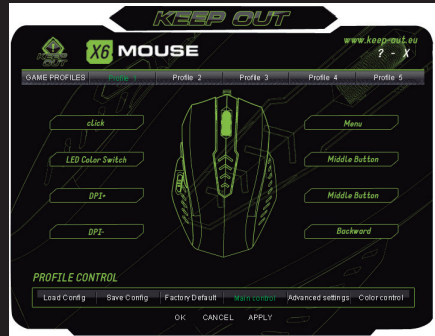 KEEP OUT
www.keep-out.eu
KEEP OUT
X6 MOUSE
? - X
GAME PROFILES Profile 1 Profile 2 Profile 3 Profile 4 Profile 5
cLick Menu
LED Color Switch Middle Button
DPI+ Middle Button
DPI- Backward
PROFILE CONTROL
Load Config Save Config Factory Default Main control Advanced settings Color control
OK CANCEL APPLY